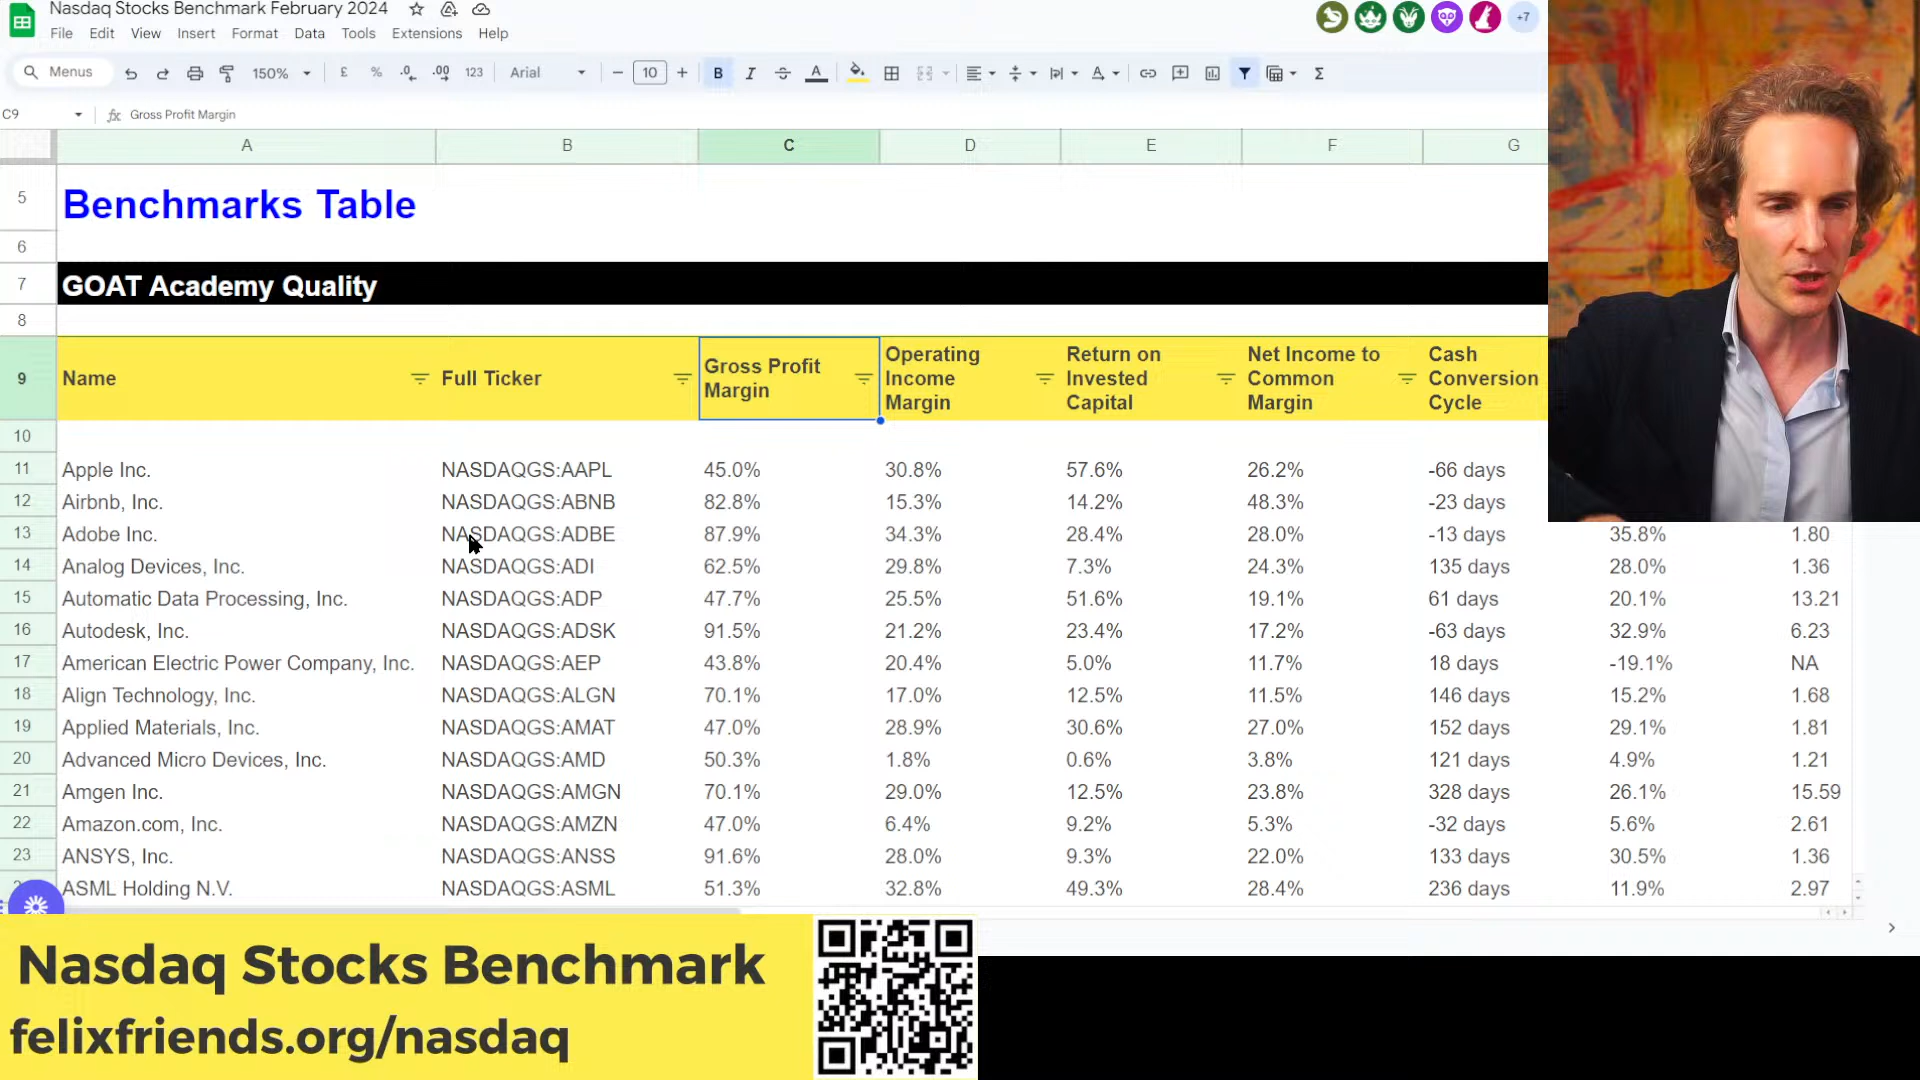 Nasdaq Stocks Benchmark February 2024
+7
File Edit View Insert Format Data Tools Extensions Help
Menus 150% £ % .0 .00 123 Arial 10 B I S A Σ
C9 fx Gross Profit Margin
A B C D E F G
5 Benchmarks Table
6
7 GOAT Academy Quality
8
9 Name Full Ticker Gross Profit Margin Operating Income Margin Return on Invested Capital Net Income to Common Margin Cash Conversion Cycle
10
11 Apple Inc. NASDAQGS:AAPL 45.0% 30.8% 57.6% 26.2% -66 days
12 Airbnb, Inc. NASDAQGS:ABNB 82.8% 15.3% 14.2% 48.3% -23 days
13 Adobe Inc. NASDAQGS:ADBE 87.9% 34.3% 28.4% 28.0% -13 days 35.8% 1.80
14 Analog Devices, Inc. NASDAQGS:ADI 62.5% 29.8% 7.3% 24.3% 135 days 28.0% 1.36
15 Automatic Data Processing, Inc. NASDAQGS:ADP 47.7% 25.5% 51.6% 19.1% 61 days 20.1% 13.21
16 Autodesk, Inc. NASDAQGS:ADSK 91.5% 21.2% 23.4% 17.2% -63 days 32.9% 6.23
17 American Electric Power Company, Inc. NASDAQGS:AEP 43.8% 20.4% 5.0% 11.7% 18 days -19.1% NA
18 Align Technology, Inc. NASDAQGS:ALGN 70.1% 17.0% 12.5% 11.5% 146 days 15.2% 1.68
19 Applied Materials, Inc. NASDAQGS:AMAT 47.0% 28.9% 30.6% 27.0% 152 days 29.1% 1.81
20 Advanced Micro Devices, Inc. NASDAQGS:AMD 50.3% 1.8% 0.6% 3.8% 121 days 4.9% 1.21
21 Amgen Inc. NASDAQGS:AMGN 70.1% 29.0% 12.5% 23.8% 328 days 26.1% 15.59
22 Amazon.com, Inc. NASDAQGS:AMZN 47.0% 6.4% 9.2% 5.3% -32 days 5.6% 2.61
23 ANSYS, Inc. NASDAQGS:ANSS 91.6% 28.0% 9.3% 22.0% 133 days 30.5% 1.36
ASML Holding N.V. NASDAQGS:ASML 51.3% 32.8% 49.3% 28.4% 236 days 11.9% 2.97
Nasdaq Stocks Benchmark
felixfriends.org/nasdaq